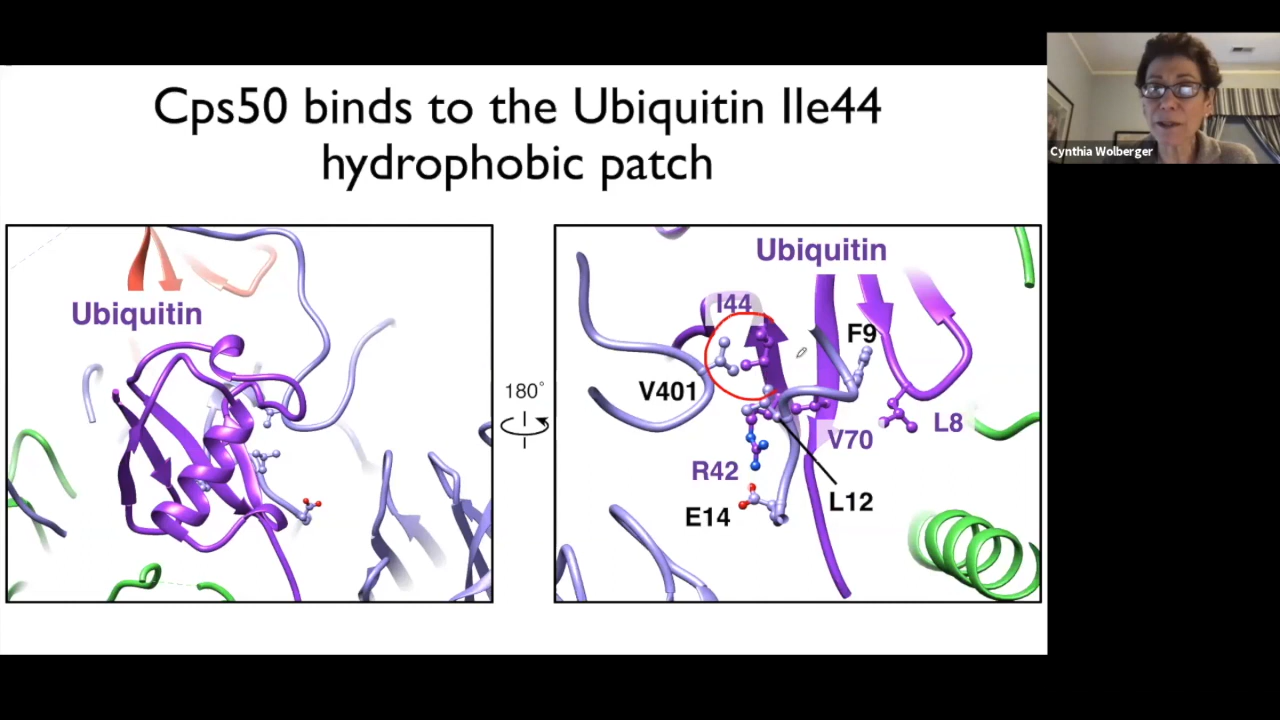 Cps50 binds to the Ubiquitin Ile44
hydrophobic patch
Cynthia Wolberger
Ubiquitin
180°
Ubiquitin
I44
F9
V401
L8
V70
R42
L12
E14